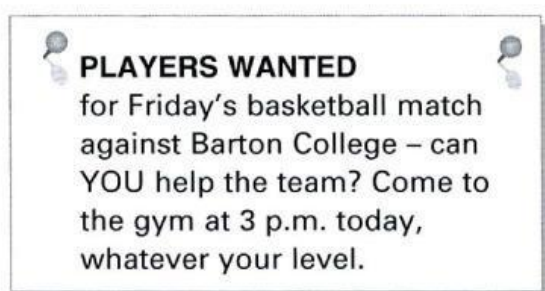 PLAYERS WANTED
for Friday's basketball match
against Barton College – can
YOU help the team? Come to
the gym at 3 p.m. today,
whatever your level.